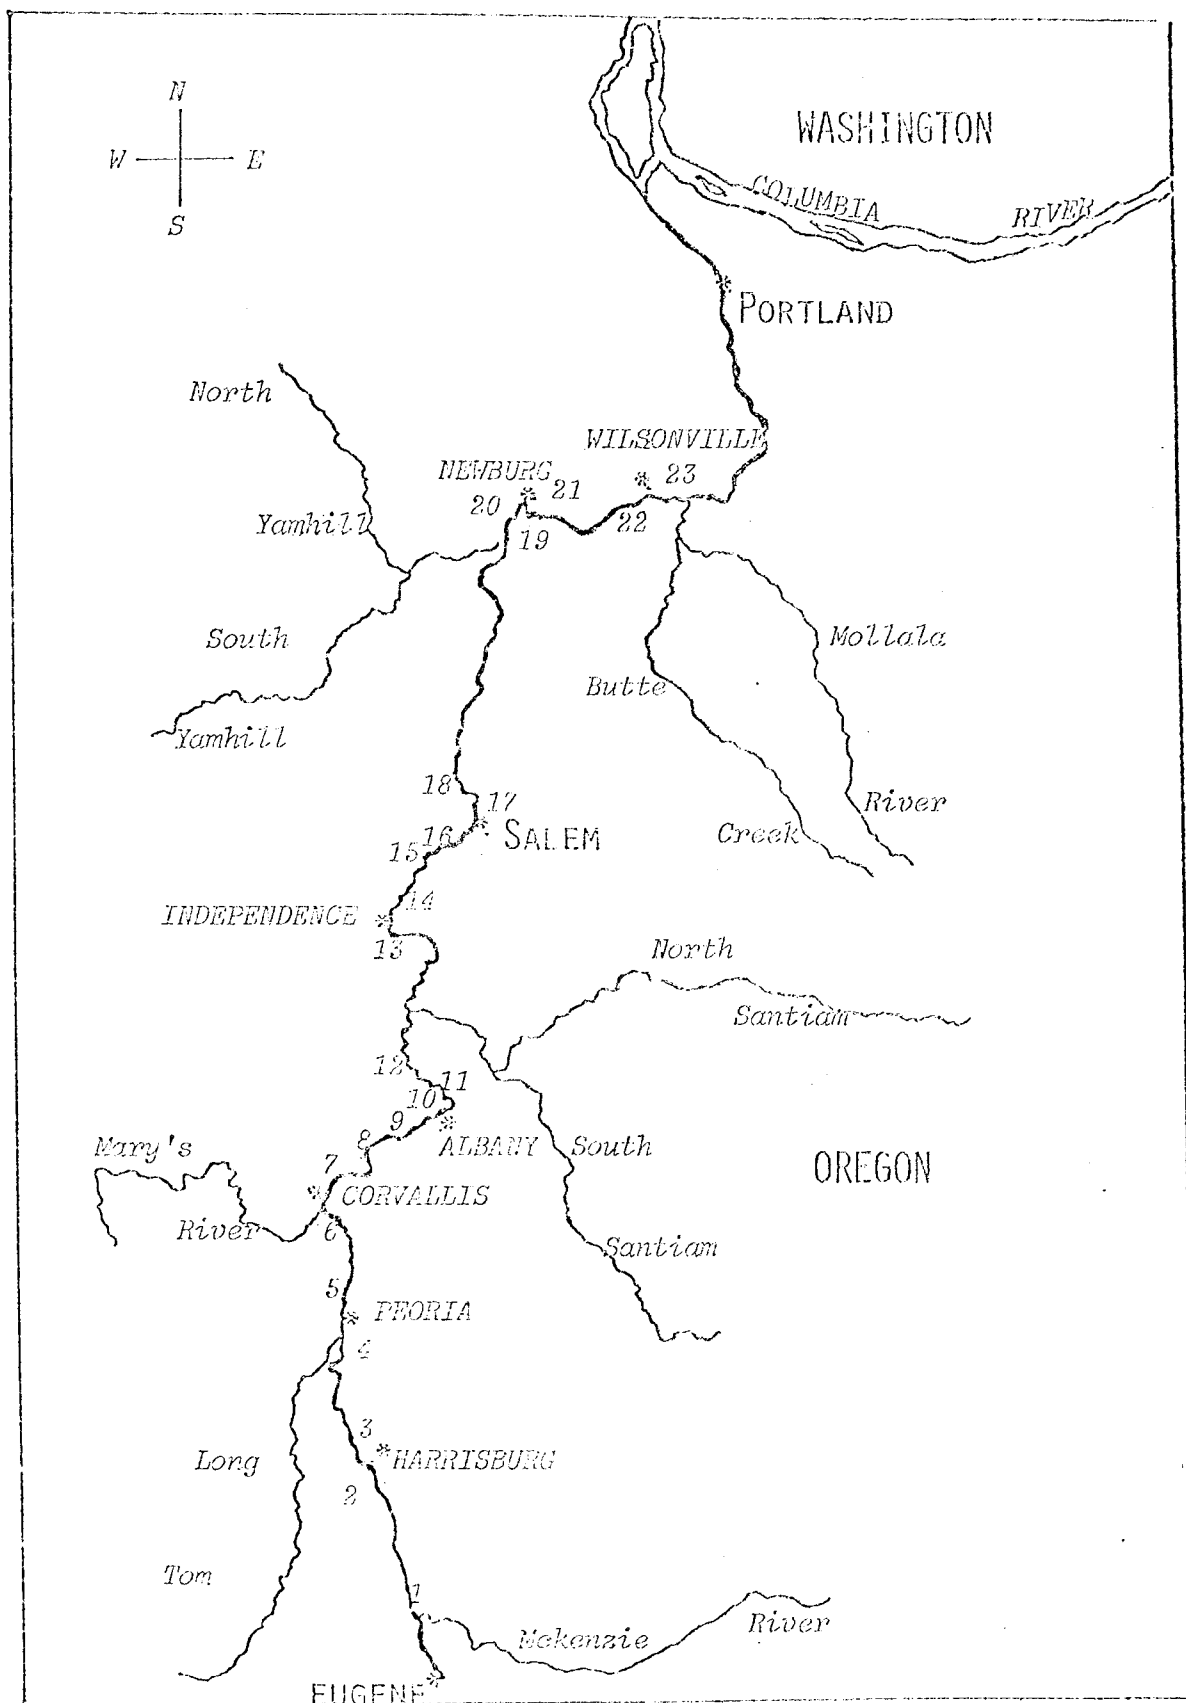 N
WASHINGTON
W E
COLUMBIA
RIVER
S
PORTLAND
North
WILSONVILLE
NEWBURG
23
21
20
22
Yamhill
19
South
Mollala
Butte
Yamhill
18
17
River
16
SALEM
Creek
15
14
INDEPENDENCE
13
North
Santiam
12
11
10
9
8
ALBANY
South
Mary's
7
OREGON
CORVALLIS
River
6
Santiam
5
PEORIA
4
3
Long
HARRISBURG
2
Tom
1
River
Mckenzie
EUGENE